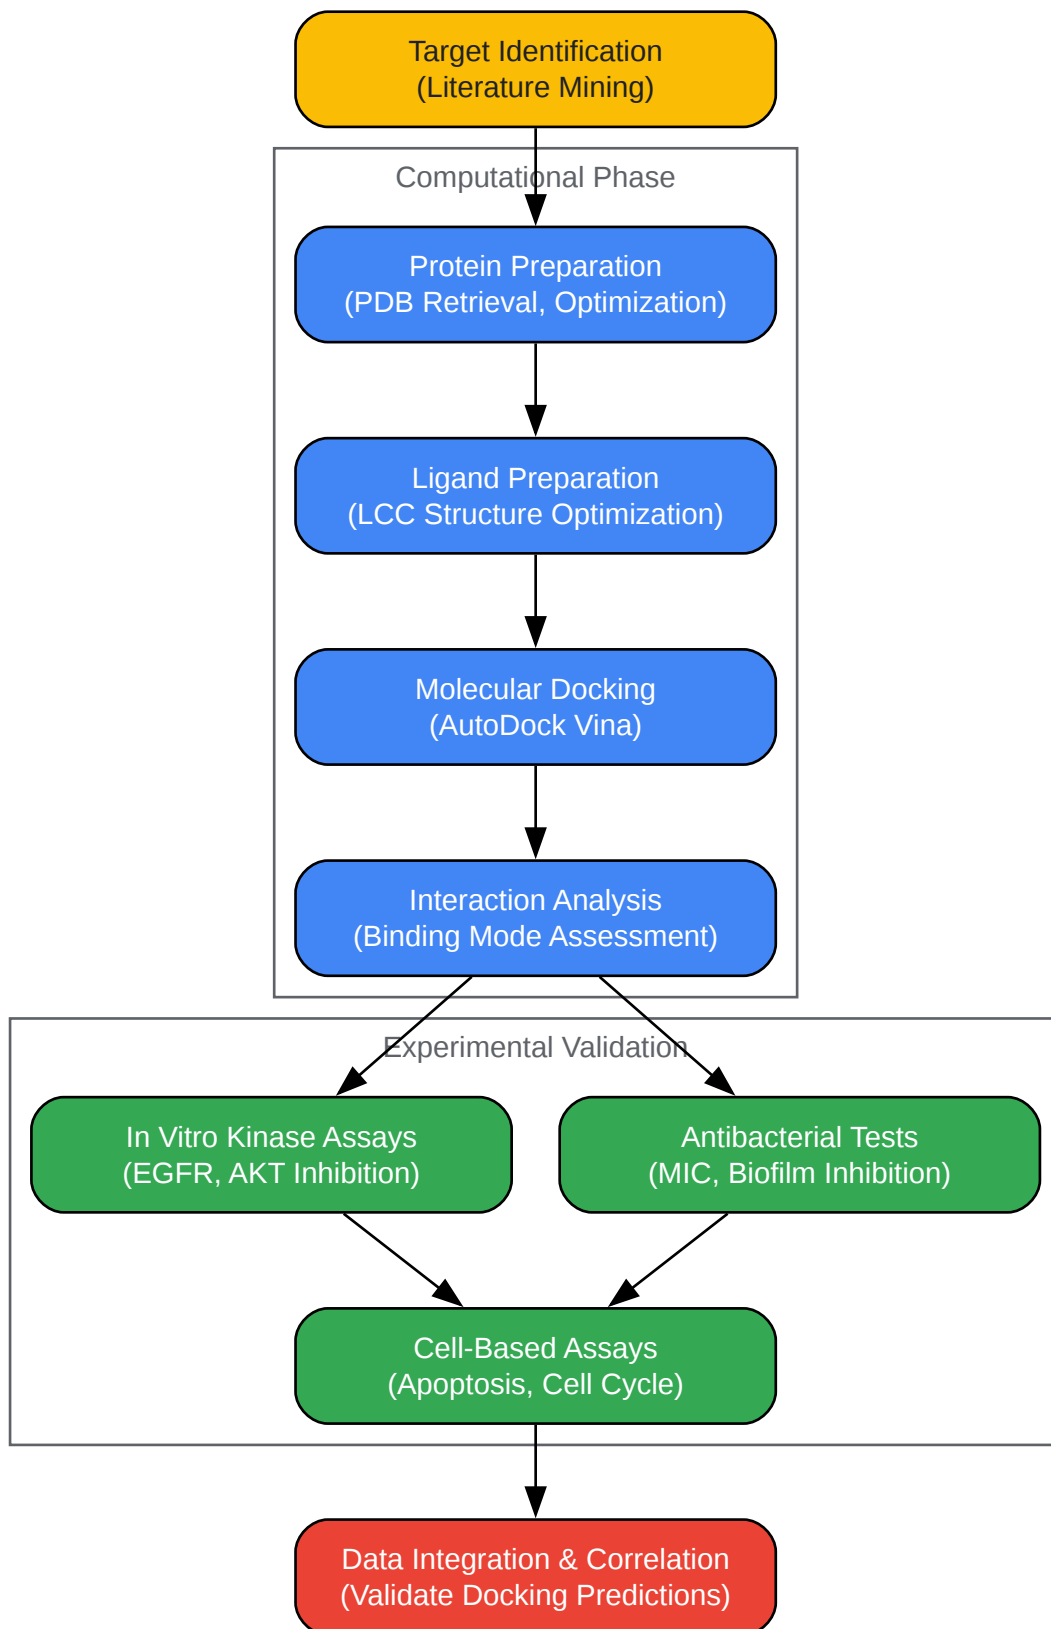 Target Identification
(Literature Mining)
Computational Phase
Protein Preparation
(PDB Retrieval, Optimization)
Ligand Preparation
(LCC Structure Optimization)
Molecular Docking
(AutoDock Vina)
Interaction Analysis
(Binding Mode Assessment)
Experimental Validation
In Vitro Kinase Assays
(EGFR, AKT Inhibition)
Antibacterial Tests
(MIC, Biofilm Inhibition)
Cell-Based Assays
(Apoptosis, Cell Cycle)
Data Integration & Correlation
(Validate Docking Predictions)